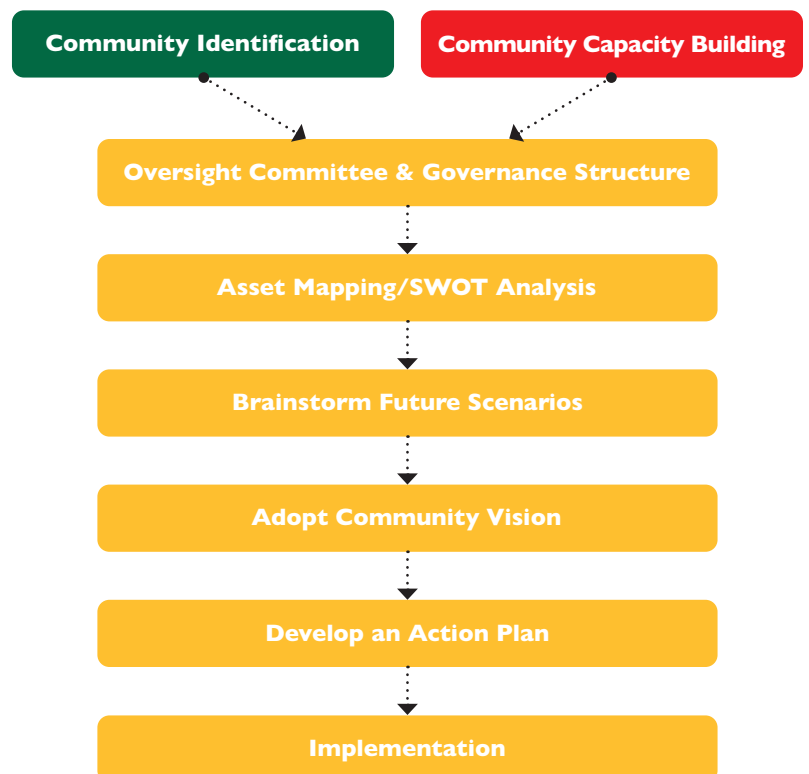 Community Identification
Community Capacity Building
Oversight Committee & Governance Structure
Asset Mapping/SWOT Analysis
Brainstorm Future Scenarios
Adopt Community Vision
Develop an Action Plan
Implementation